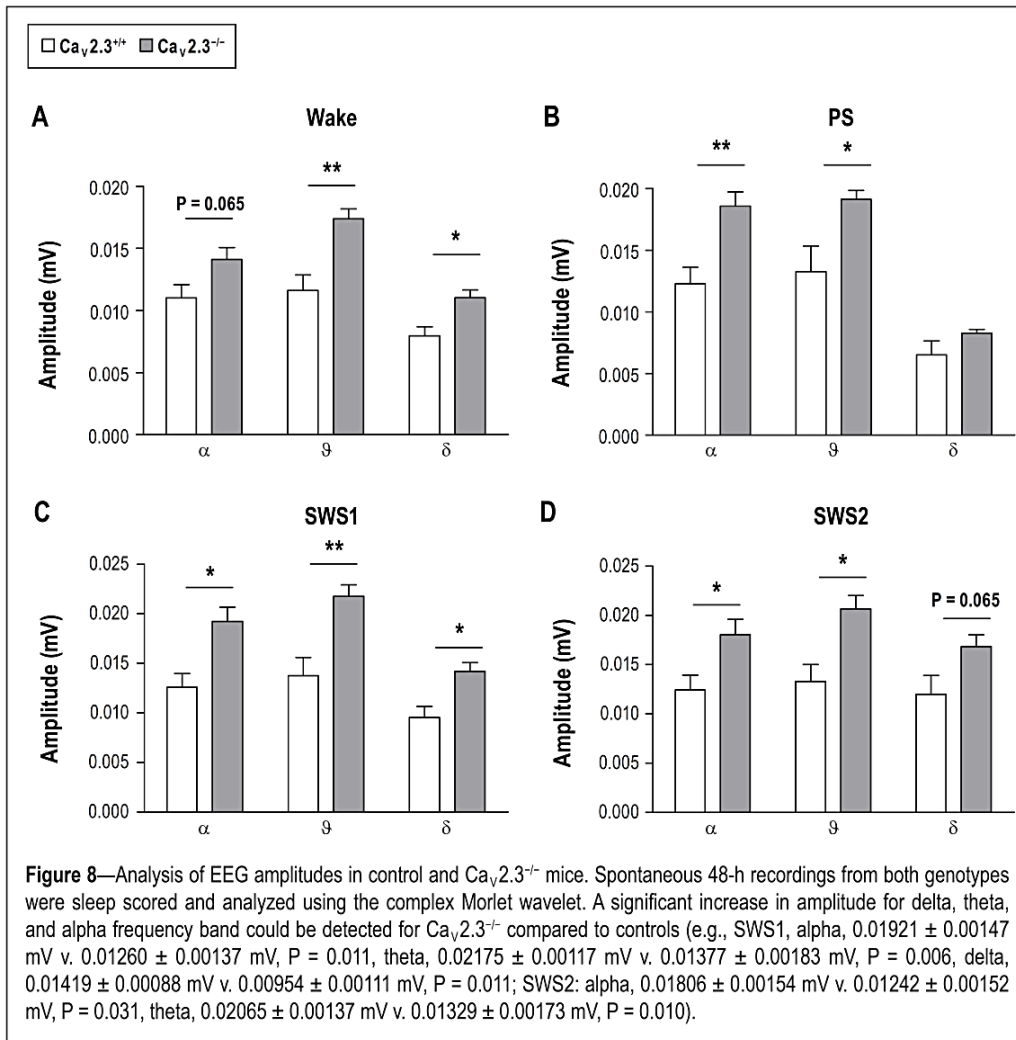 Caᵥ2.3⁺/⁺ Caᵥ2.3⁻/⁻
A
Wake
Amplitude (mV)
0.020
0.015
0.010
0.005
0.000
P = 0.065
**
*
α ϑ δ
B
PS
Amplitude (mV)
0.020
0.015
0.010
0.005
0.000
**
*
α ϑ δ
C
SWS1
Amplitude (mV)
0.025
0.020
0.015
0.010
0.005
0.000
*
**
*
α ϑ δ
D
SWS2
Amplitude (mV)
0.025
0.020
0.015
0.010
0.005
0.000
*
*
P = 0.065
α ϑ δ
Figure 8—Analysis of EEG amplitudes in control and Caᵥ2.3⁻/⁻ mice. Spontaneous 48-h recordings from both genotypes
were sleep scored and analyzed using the complex Morlet wavelet. A significant increase in amplitude for delta, theta,
and alpha frequency band could be detected for Caᵥ2.3⁻/⁻ compared to controls (e.g., SWS1, alpha, 0.01921 ± 0.00147
mV v. 0.01260 ± 0.00137 mV, P = 0.011, theta, 0.02175 ± 0.00117 mV v. 0.01377 ± 0.00183 mV, P = 0.006, delta,
0.01419 ± 0.00088 mV v. 0.00954 ± 0.00111 mV, P = 0.011; SWS2: alpha, 0.01806 ± 0.00154 mV v. 0.01242 ± 0.00152
mV, P = 0.031, theta, 0.02065 ± 0.00137 mV v. 0.01329 ± 0.00173 mV, P = 0.010).